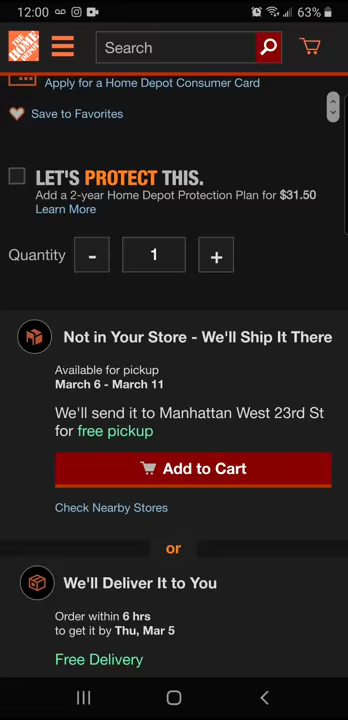 12:00
63%
THE HOME DEPOT
Search
Apply for a Home Depot Consumer Card
Save to Favorites
LET'S PROTECT THIS.
Add a 2-year Home Depot Protection Plan for $31.50
Learn More
Quantity - 1 +
Not in Your Store - We'll Ship It There
Available for pickup
March 6 - March 11
We'll send it to Manhattan West 23rd St
for free pickup
Add to Cart
Check Nearby Stores
or
We'll Deliver It to You
Order within 6 hrs
to get it by Thu, Mar 5
Free Delivery